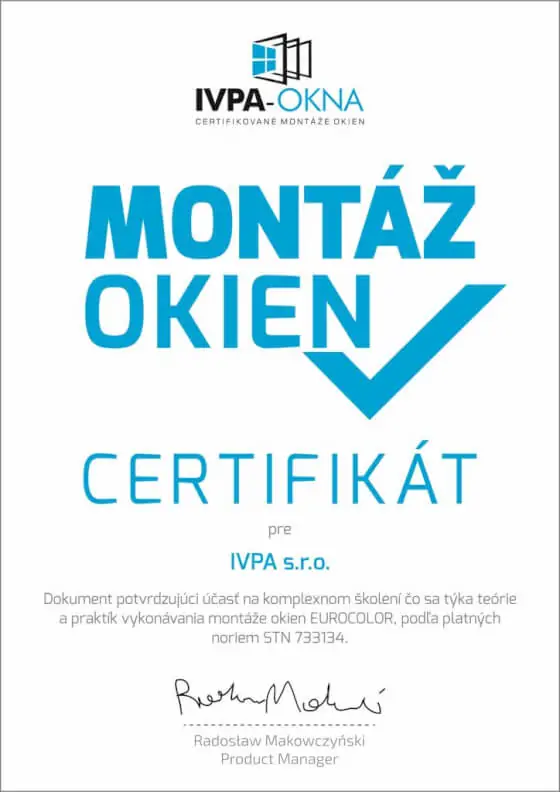 IVPA-OKNA
CERTIFIKOVANÉ MONTÁŽE OKIEN
MONTÁŽ
OKIEN
CERTIFIKÁT
pre
IVPA s.r.o.
Dokument potvrdzujúci účasť na komplexnom školení čo sa týka teórie
a praktík vykonávania montáže okien EUROCOLOR, podľa platných
noriem STN 733134.
Radosław Makowczyński
Product Manager